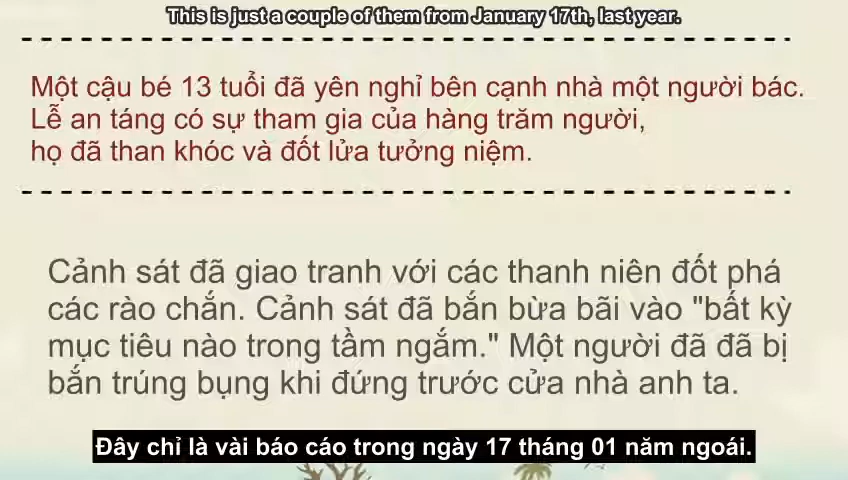 This is just a couple of them from January 17th, last year.
Một cậu bé 13 tuổi đã yên nghỉ bên cạnh nhà một người bác.
Lễ an táng có sự tham gia của hàng trăm người,
họ đã than khóc và đốt lửa tưởng niệm.
Cảnh sát đã giao tranh với các thanh niên đốt phá
các rào chắn. Cảnh sát đã bắn bừa bãi vào "bất kỳ
mục tiêu nào trong tầm ngắm." Một người đã đã bị
bắn trúng bụng khi đứng trước cửa nhà anh ta.
Đây chỉ là vài báo cáo trong ngày 17 tháng 01 năm ngoái.